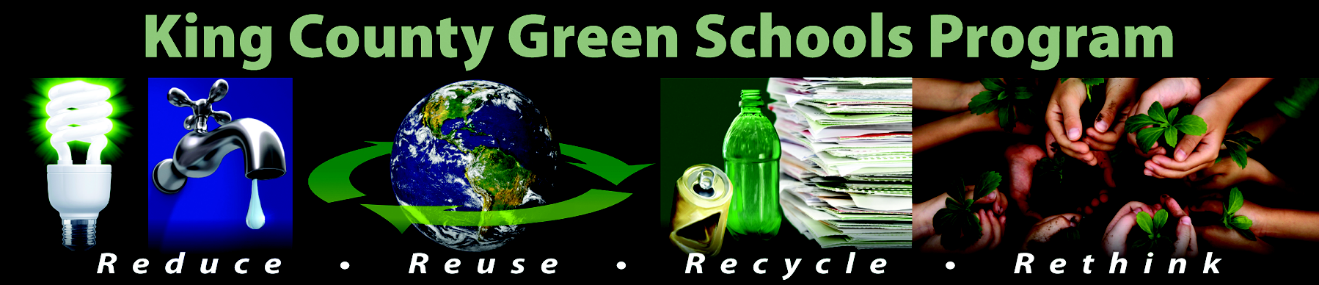 King County Green Schools Program
Reduce • Reuse • Recycle • Rethink